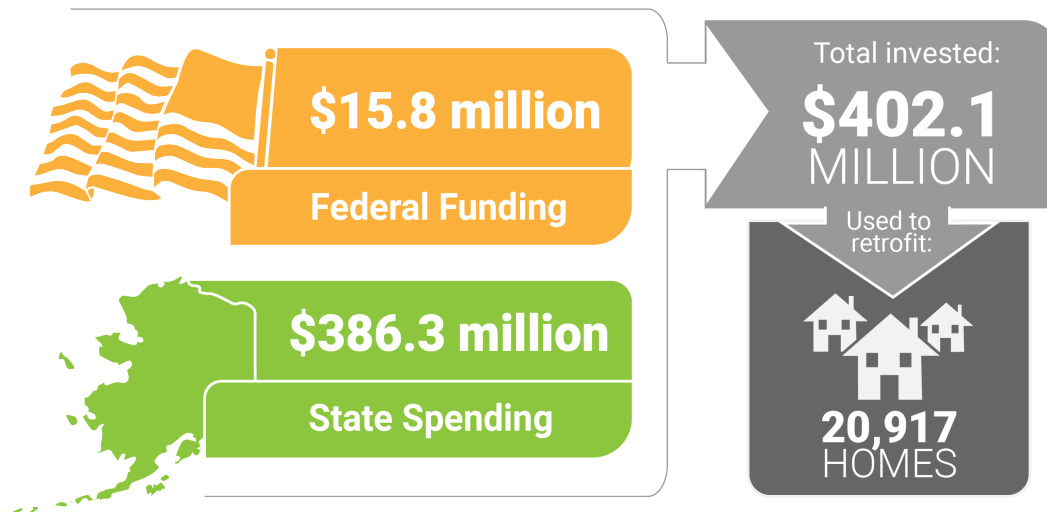 $15.8 million
Federal Funding
$386.3 million
State Spending
Total invested:
$402.1
MILLION
Used to
retrofit:
20,917
HOMES